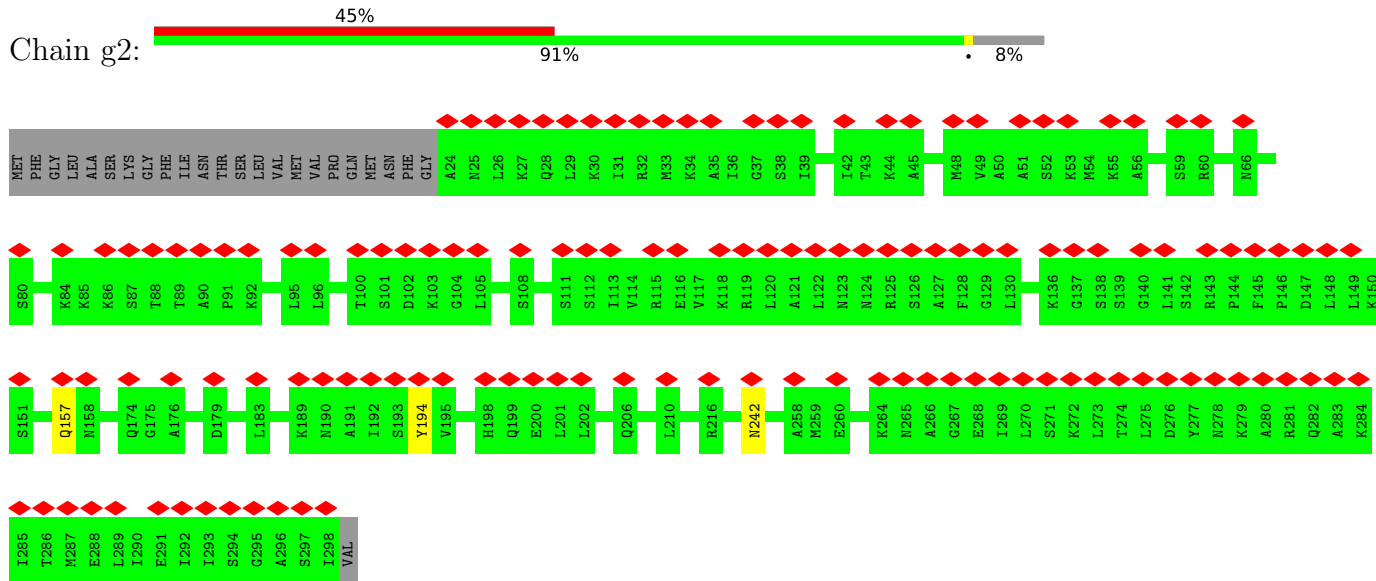 45%
Chain g2:
91% • 8%
MET PHE GLY LEU ALA SER LYS GLY PHE ILE ASN THR SER LEU VAL MET VAL PRO GLN MET ASN PHE GLY A24 N25 L26 K27 Q28 L29 K30 I31 R32 M33 K34 A35 I36 G37 S38 I39 I42 T43 K44 A45 M48 V49 A50 A51 S52 K53 M54 K55 A56 S59 R60 N66
S80 K84 K85 K86 S87 T88 T89 A90 P91 K92 L95 L96 T100 S101 D102 K103 G104 L105 S108 S111 S112 I113 V114 R115 E116 V117 K118 R119 L120 A121 L122 N123 N124 R125 S126 A127 F128 G129 L130 K136 G137 S138 S139 G140 L141 S142 R143 P144 F145 P146 D147 L148 L149 K150
S151 Q157 N158 Q174 G175 A176 D179 L183 K189 N190 A191 I192 S193 Y194 V195 H198 Q199 E200 L201 L202 Q206 L210 R216 N242 A258 M259 E260 K264 N265 A266 G267 E268 I269 L270 S271 K272 L273 T274 L275 D276 Y277 N278 K279 A280 R281 Q282 A283 K284
I285 T286 M287 E288 L289 I290 E291 I292 I293 S294 G295 A296 S297 I298 VAL